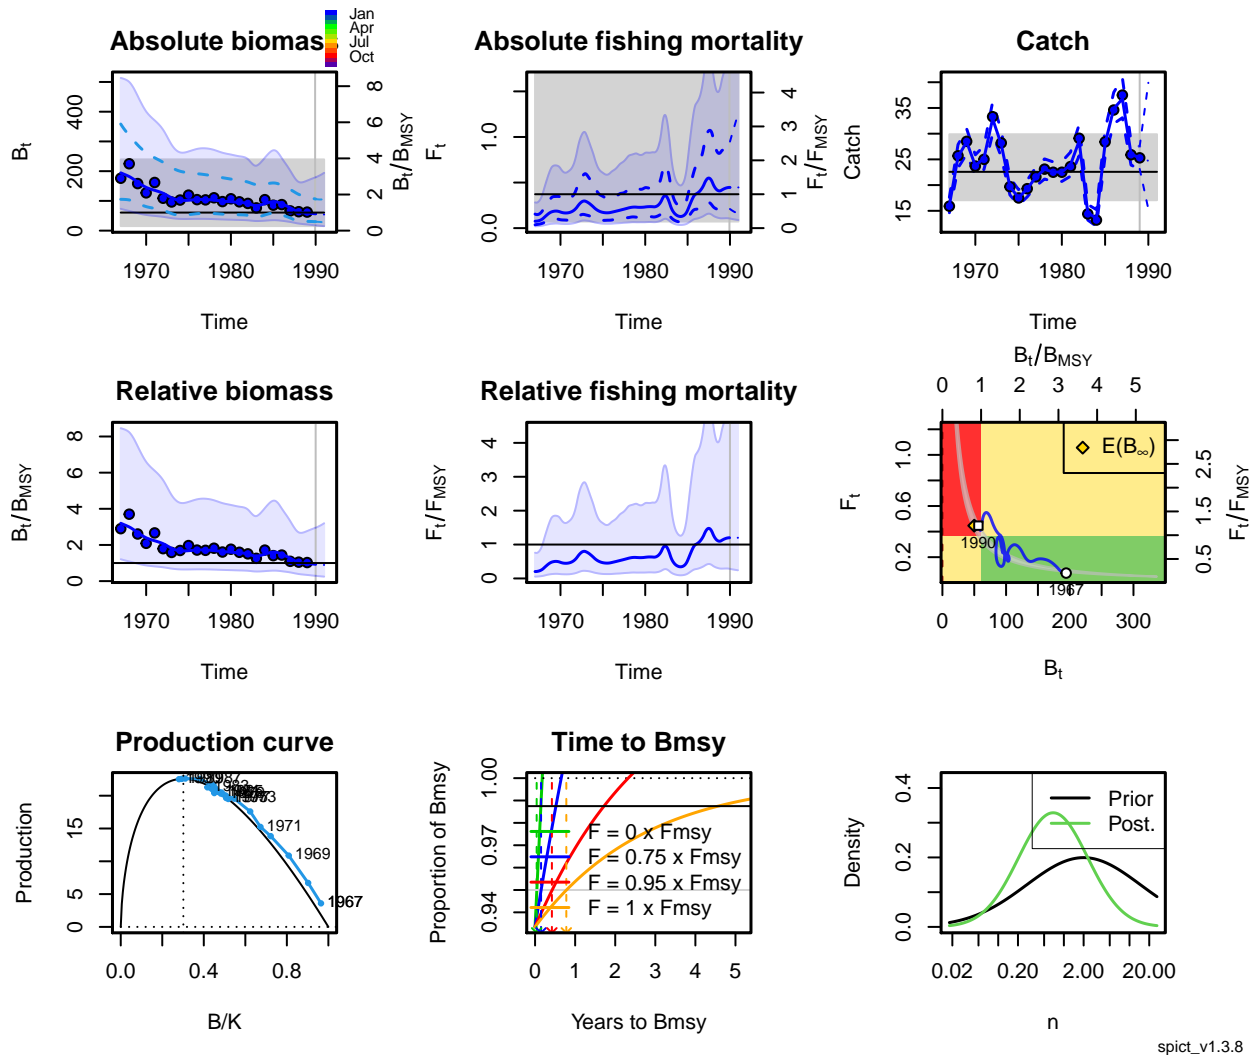 Absolute biomass
Jan
Apr
Jul
Oct
Bt
0
200
400
0
2
4
6
8
Bt/BMSY
1970
1980
1990
Time
Absolute fishing mortality
Ft
0.0
1.0
0
1
2
3
4
Ft/FMSY
1970
1980
1990
Time
Catch
Catch
15
25
35
1970
1980
1990
Time
Relative biomass
Bt/BMSY
0
2
4
6
8
1970
1980
1990
Time
Relative fishing mortality
Ft/FMSY
0
1
2
3
4
1970
1980
1990
Time
Bt/BMSY
0 1 2 3 4 5
E(B∞)
Ft
0.2
0.6
1.0
0.5
1.5
2.5
Ft/FMSY
1990
1967
0 100 200 300
Bt
Production curve
Production
0
5
15
1971
1969
1967
0.0 0.4 0.8
B/K
Time to Bmsy
Proportion of Bmsy
0.94
0.97
1.00
F = 0 x Fmsy
F = 0.75 x Fmsy
F = 0.95 x Fmsy
F = 1 x Fmsy
0 1 2 3 4 5
Years to Bmsy
Density
0.0
0.2
0.4
Prior
Post.
0.02 0.20 2.00 20.00
n
spict_v1.3.8